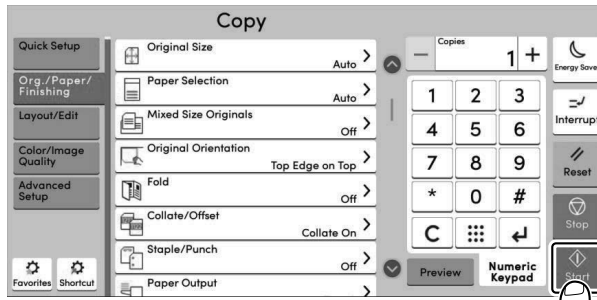 Copy
Quick Setup
Org./Paper/
Finishing
Layout/Edit
Color/Image
Quality
Advanced
Setup
Favorites
Shortcut
Original Size
Auto
Paper Selection
Auto
Mixed Size Originals
Off
Original Orientation
Top Edge on Top
Fold
Off
Collate/Offset
Collate On
Staple/Punch
Off
Paper Output
Copies
− 1 +
1 2 3
4 5 6
7 8 9
* 0 #
C
Preview
Numeric
Keypad
Energy Save
Interrupt
Reset
Stop
Start